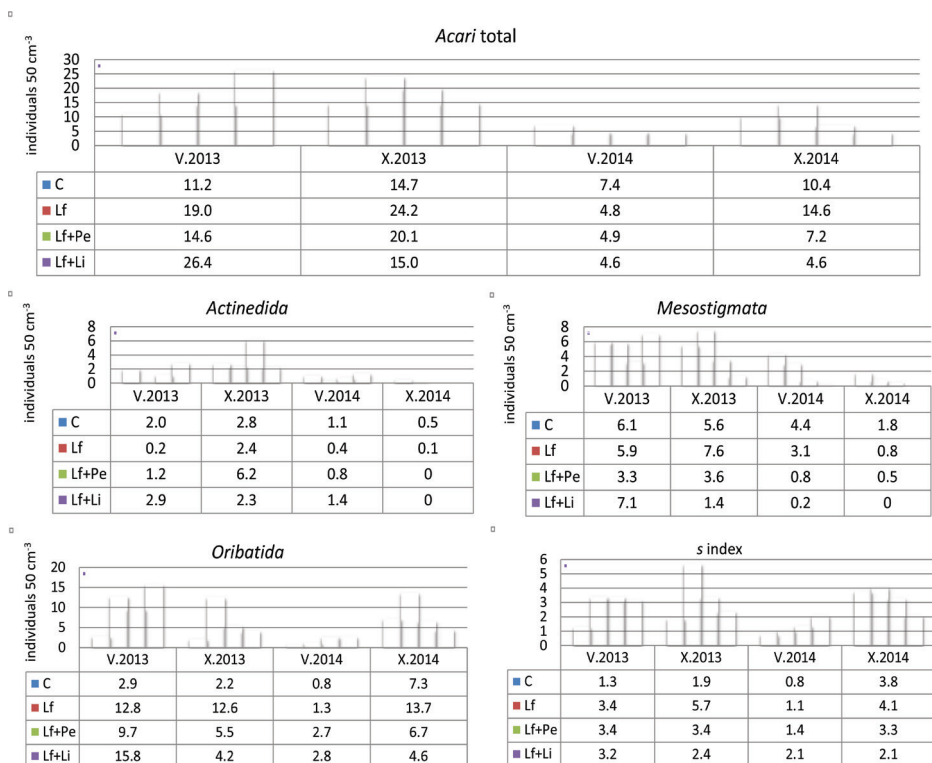 Acari total
individuals 50 cm⁻³
30
25
20
15
10
5
0
V.2013 X.2013 V.2014 X.2014
C 11.2 14.7 7.4 10.4
Lf 19.0 24.2 4.8 14.6
Lf+Pe 14.6 20.1 4.9 7.2
Lf+Li 26.4 15.0 4.6 4.6
Actinedida
individuals 50 cm⁻³
8
6
4
2
0
V.2013 X.2013 V.2014 X.2014
C 2.0 2.8 1.1 0.5
Lf 0.2 2.4 0.4 0.1
Lf+Pe 1.2 6.2 0.8 0
Lf+Li 2.9 2.3 1.4 0
Mesostigmata
individuals 50 cm⁻³
8
6
4
2
0
V.2013 X.2013 V.2014 X.2014
C 6.1 5.6 4.4 1.8
Lf 5.9 7.6 3.1 0.8
Lf+Pe 3.3 3.6 0.8 0.5
Lf+Li 7.1 1.4 0.2 0
Oribatida
individuals 50 cm⁻³
20
15
10
5
0
V.2013 X.2013 V.2014 X.2014
C 2.9 2.2 0.8 7.3
Lf 12.8 12.6 1.3 13.7
Lf+Pe 9.7 5.5 2.7 6.7
Lf+Li 15.8 4.2 2.8 4.6
s index
6
5
4
3
2
1
0
V.2013 X.2013 V.2014 X.2014
C 1.3 1.9 0.8 3.8
Lf 3.4 5.7 1.1 4.1
Lf+Pe 3.4 3.4 1.4 3.3
Lf+Li 3.2 2.4 2.1 2.1